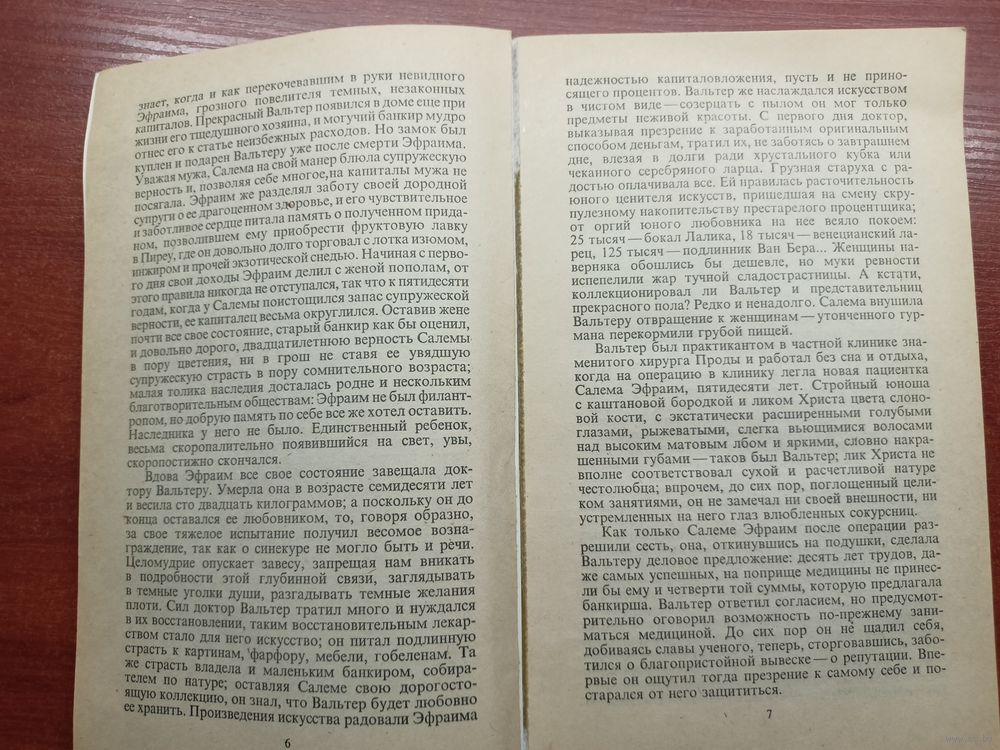 знает, когда и как перекочевавшим в руки невидного
Эфраима, грозного повелителя темных, незаконных
капиталов. Прекрасный Вальтер появился в доме еще при
жизни его тщедушного хозяина, и могучий банкир мудро
отнес его к статье неизбежных расходов. Но замок был
куплен и подарен Вальтеру уже после смерти Эфраима.
Уважая мужа, Салема на свой манер блюла супружескую
верность и, позволяя себе многое, на капиталы мужа не
посягала. Эфраим же разделял заботу своей дородной
супруги о ее драгоценном здоровье, и его чувствительное
и заботливое сердце питала память о полученном прида-
ном, позволившем ему приобрести фруктовую лавку
в Пиреу, где он довольно долго торговал с лотка изюмом,
инжиром и прочей экзотической снедью. Начиная с перво-
го дня свои доходы Эфраим делил с женой пополам, от
этого правила никогда не отступался, так что к пятидесяти
годам, когда у Салемы поистощился запас супружеской
верности, ее капиталец весьма округлился. Оставив жене
почти все свое состояние, старый банкир как бы оценил,
и довольно дорого, двадцатилетнюю верность Салемы
в пору цветения, ни в грош не ставя ее увядшую
супружескую страсть в пору сомнительного возраста;
малая толика наследия досталась родне и нескольким
благотворительным обществам: Эфраим не был филант-
ропом, но добрую память по себе все же хотел оставить.
Наследника у него не было. Единственный ребенок,
весьма скоропалительно появившийся на свет, увы,
скоропостижно скончался.
Вдова Эфраим все свое состояние завещала док-
тору Вальтеру. Умерла она в возрасте семидесяти лет
и весила сто двадцать килограммов; а поскольку он до
конца оставался ее любовником, то, говоря образно,
за свое тяжелое испытание получил весомое возна-
граждение, так как о синекуре не могло быть и речи.
Целомудрие опускает завесу, запрещая нам вникать
в подробности этой глубинной связи, заглядывать
в темные уголки души, разгадывать темные желания
плоти. Сил доктор Вальтер тратил много и нуждался
в их восстановлении, таким восстановительным лекар-
ством стало для него искусство; он питал подлинную
страсть к картинам, фарфору, мебели, гобеленам. Та
же страсть владела и маленьким банкиром, собира-
телем по натуре; оставляя Салеме свою дорогосто-
ящую коллекцию, он знал, что Вальтер будет любовно
ее хранить. Произведения искусства радовали Эфраима
6
надежностью капиталовложения, пусть и не прино-
сящего процентов. Вальтер же наслаждался искусством
в чистом виде — созерцать с пылом он мог только
предметы неживой красоты. С первого дня доктор,
выказывая презрение к заработанным оригинальным
способом деньгам, тратил их, не заботясь о завтрашнем
дне, влезая в долги ради хрустального кубка или
чеканного серебряного ларца. Грузная старуха с ра-
достью оплачивала все. Ей нравилась расточительность
юного ценителя искусств, пришедшая на смену скру-
пулезному накопительству престарелого процентщика;
от оргий юного любовника на нее веяло покоем:
25 тысяч — бокал Лалика, 18 тысяч — венецианский ла-
рец, 125 тысяч — подлинник Ван Бера... Женщины на-
верняка обошлись бы дешевле, но муки ревности
испепелили жар тучной сладострастницы. А кстати,
коллекционировал ли Вальтер и представительниц
прекрасного пола? Редко и ненадолго. Салема внушила
Вальтеру отвращение к женщинам — утонченного гур-
мана перекормили грубой пищей.
Вальтер был практикантом в частной клинике зна-
менитого хирурга Проды и работал без сна и отдыха,
когда на операцию в клинику легла новая пациентка
Салема Эфраим, пятидесяти лет. Стройный юноша
с каштановой бородкой и ликом Христа цвета слоно-
вой кости, с экстатически расширенными голубыми
глазами, рыжеватыми, слегка вьющимися волосами
над высоким матовым лбом и яркими, словно накра-
шенными губами — таков был Вальтер; лик Христа не
вполне соответствовал сухой и расчетливой натуре
честолюбца; впрочем, до сих пор, поглощенный цели-
ком занятиями, он не замечал ни своей внешности, ни
устремленных на него глаз влюбленных сокурсниц.
Как только Салеме Эфраим после операции раз-
решили сесть, она, откинувшись на подушки, сделала
Вальтеру деловое предложение: десять лет трудов, да-
же самых успешных, на поприще медицины не принес-
ли бы ему и четверти той суммы, которую предлагала
банкирша. Вальтер ответил согласием, но предусмот-
рительно оговорил возможность по-прежнему зани-
маться медициной. До сих пор он не щадил себя,
добиваясь славы ученого, теперь, сторговавшись, забо-
тился о благопристойной вывеске — о репутации. Впер-
вые он ощутил тогда презрение к самому себе и по-
старался от него защититься.
7